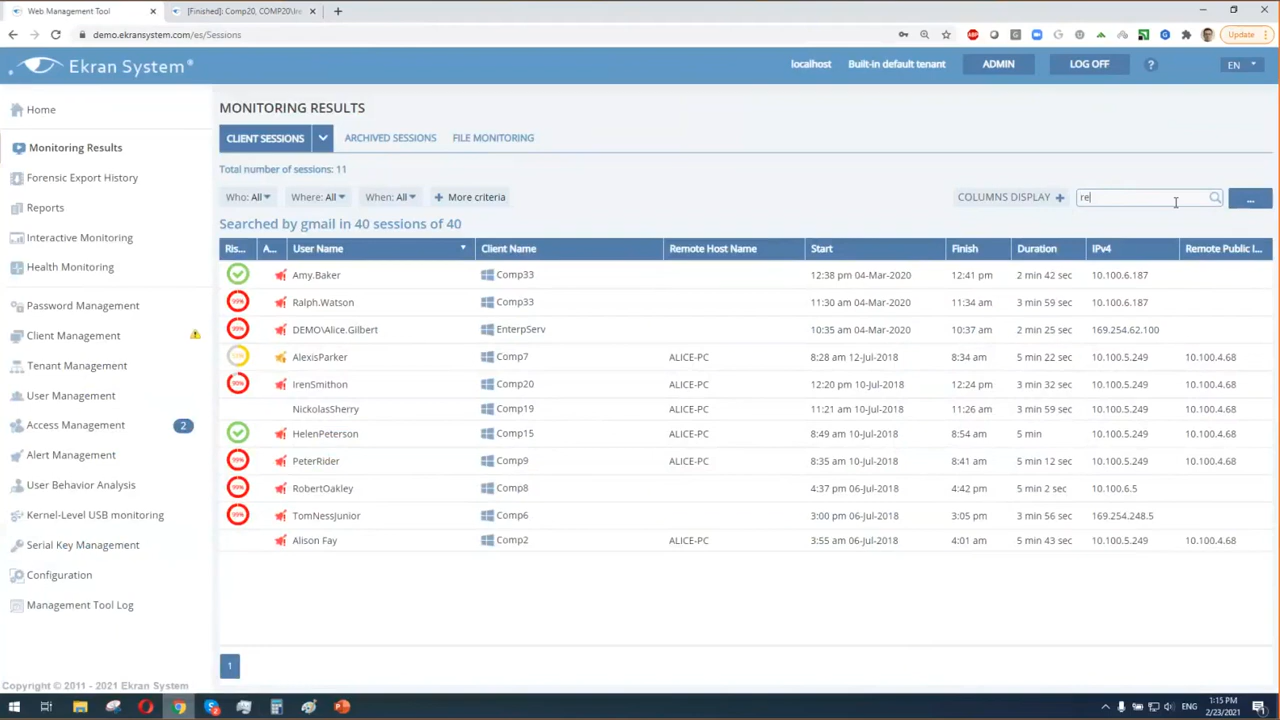 Web Management Tool
[Finished]: Comp20, COMP20\Ire
demo.ekransystem.com/es/Sessions
Update
Ekran System®
localhost
Built-in default tenant
ADMIN
LOG OFF
?
EN
Home
Monitoring Results
Forensic Export History
Reports
Interactive Monitoring
Health Monitoring
Password Management
Client Management
Tenant Management
User Management
Access Management 2
Alert Management
User Behavior Analysis
Kernel-Level USB monitoring
Serial Key Management
Configuration
Management Tool Log
Copyright © 2011 - 2021 Ekran System
MONITORING RESULTS
CLIENT SESSIONS ARCHIVED SESSIONS FILE MONITORING
Total number of sessions: 11
Who: All Where: All When: All + More criteria COLUMNS DISPLAY + re ...
Searched by gmail in 40 sessions of 40
Ris... A... User Name Client Name Remote Host Name Start Finish Duration IPv4 Remote Public I...
Amy.Baker Comp33 12:38 pm 04-Mar-2020 12:41 pm 2 min 42 sec 10.100.6.187
99% Ralph.Watson Comp33 11:30 am 04-Mar-2020 11:34 am 3 min 59 sec 10.100.6.187
99% DEMO\Alice.Gilbert EnterpServ 10:35 am 04-Mar-2020 10:37 am 2 min 25 sec 169.254.62.100
AlexisParker Comp7 ALICE-PC 8:28 am 12-Jul-2018 8:34 am 5 min 22 sec 10.100.5.249 10.100.4.68
90% IrenSmithon Comp20 ALICE-PC 12:20 pm 10-Jul-2018 12:24 pm 3 min 32 sec 10.100.5.249 10.100.4.68
NickolasSherry Comp19 ALICE-PC 11:21 am 10-Jul-2018 11:26 am 3 min 59 sec 10.100.5.249 10.100.4.68
HelenPeterson Comp15 ALICE-PC 8:49 am 10-Jul-2018 8:54 am 5 min 10.100.5.249 10.100.4.68
99% PeterRider Comp9 ALICE-PC 8:35 am 10-Jul-2018 8:41 am 5 min 12 sec 10.100.5.249 10.100.4.68
99% RobertOakley Comp8 4:37 pm 06-Jul-2018 4:42 pm 5 min 2 sec 10.100.6.5
99% TomNessJunior Comp6 3:00 pm 06-Jul-2018 3:05 pm 3 min 56 sec 169.254.248.5
Alison Fay Comp2 ALICE-PC 3:55 am 06-Jul-2018 4:01 am 5 min 43 sec 10.100.5.249 10.100.4.68
1
ENG
1:15 PM
2/23/2021